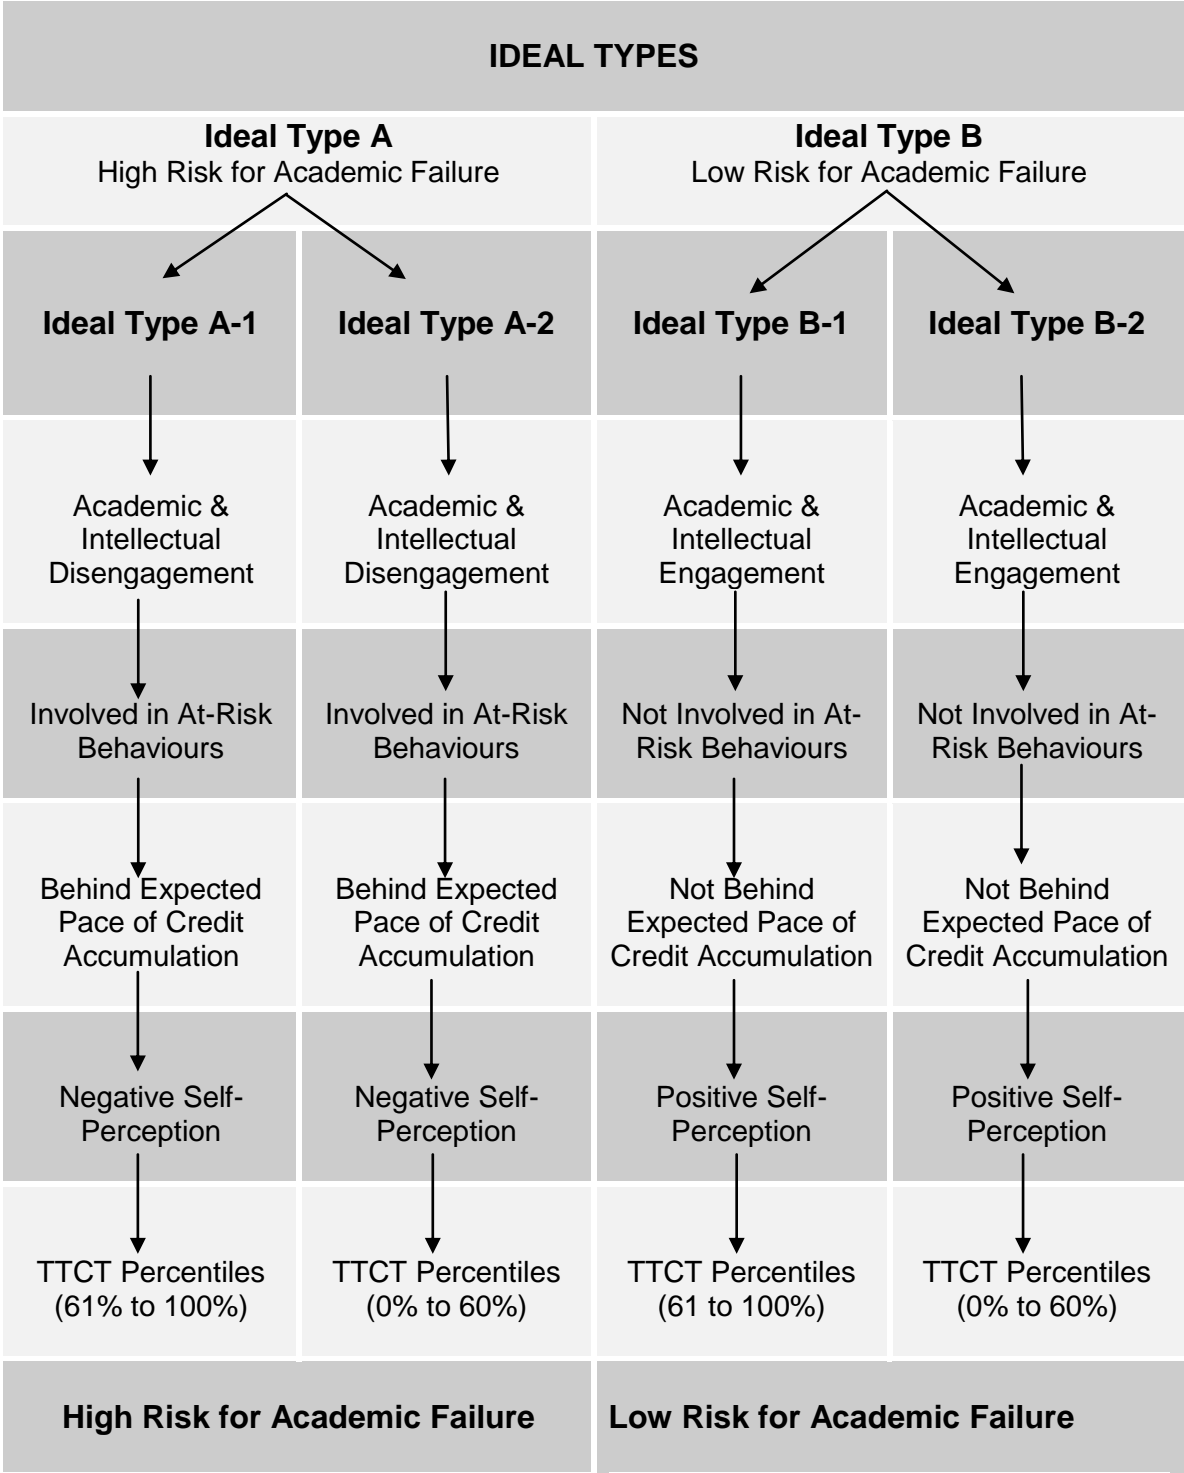 IDEAL TYPES
Ideal Type A
High Risk for Academic Failure
Ideal Type B
Low Risk for Academic Failure
Ideal Type A-1
Ideal Type A-2
Ideal Type B-1
Ideal Type B-2
Academic &
Intellectual
Disengagement
Academic &
Intellectual
Disengagement
Academic &
Intellectual
Engagement
Academic &
Intellectual
Engagement
Involved in At-Risk
Behaviours
Involved in At-Risk
Behaviours
Not Involved in At-
Risk Behaviours
Not Involved in At-
Risk Behaviours
Behind Expected
Pace of Credit
Accumulation
Behind Expected
Pace of Credit
Accumulation
Not Behind
Expected Pace of
Credit Accumulation
Not Behind
Expected Pace of
Credit Accumulation
Negative Self-
Perception
Negative Self-
Perception
Positive Self-
Perception
Positive Self-
Perception
TTCT Percentiles
(61% to 100%)
TTCT Percentiles
(0% to 60%)
TTCT Percentiles
(61 to 100%)
TTCT Percentiles
(0% to 60%)
High Risk for Academic Failure
Low Risk for Academic Failure